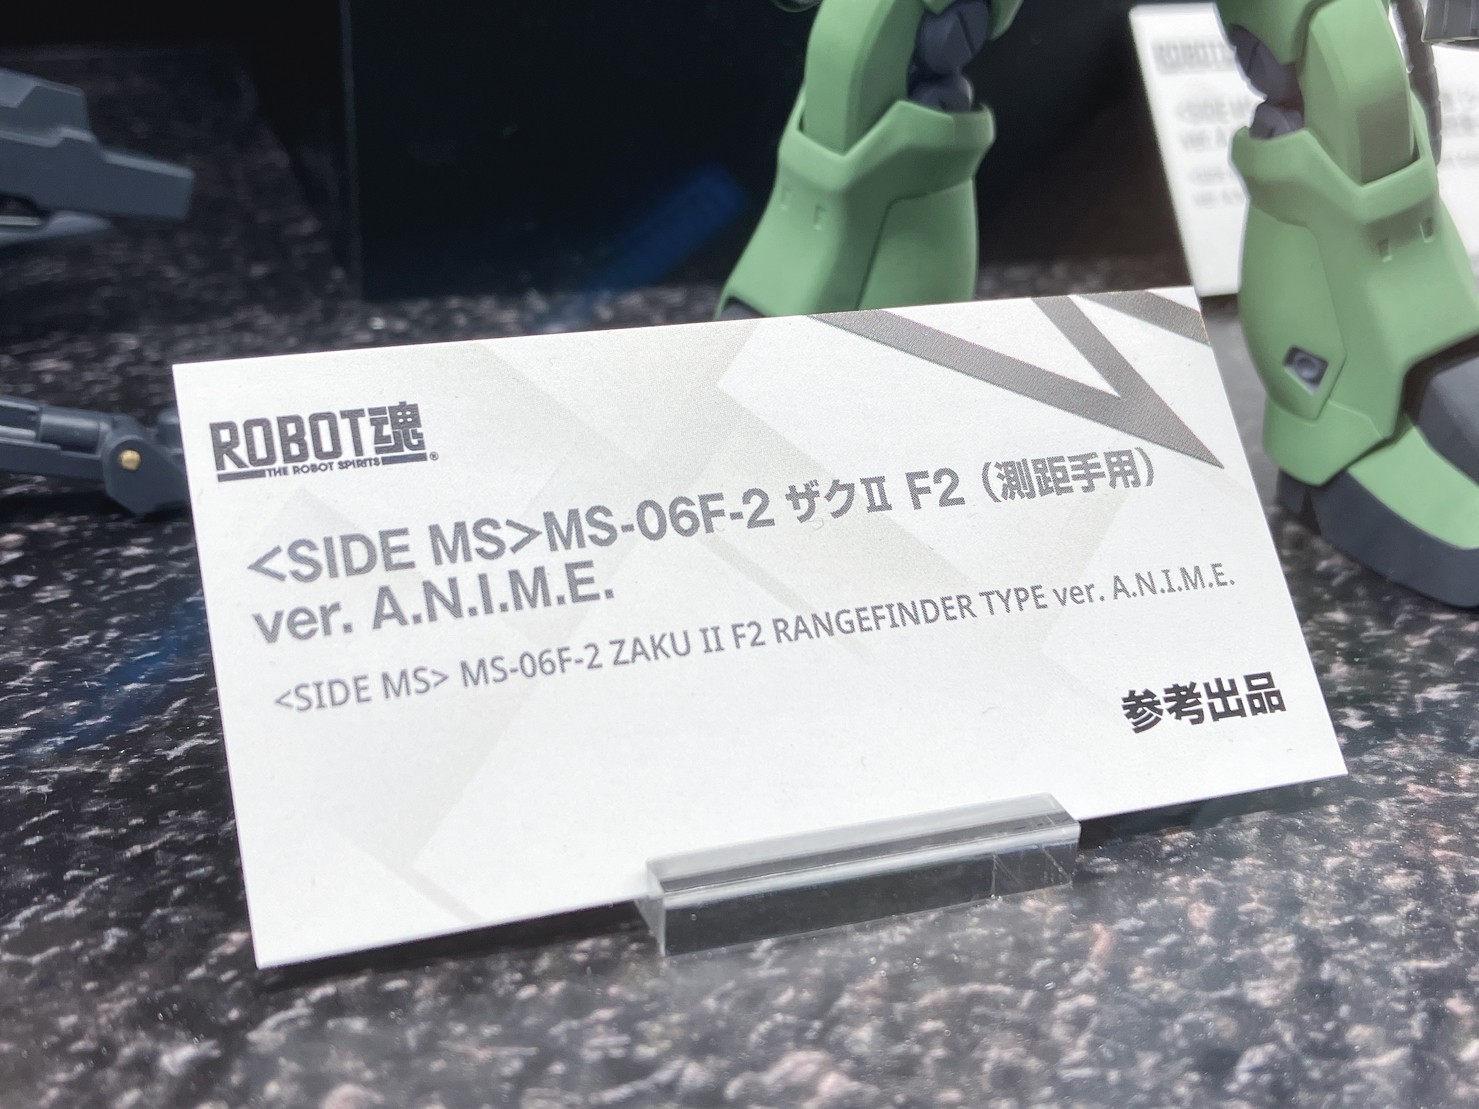 ROBOT魂®
THE ROBOT SPIRITS
<SIDE MS>MS-06F-2 ザクⅡ F2（測距手用）
ver. A.N.I.M.E.
<SIDE MS> MS-06F-2 ZAKU II F2 RANGEFINDER TYPE ver. A.N.I.M.E.
参考出品